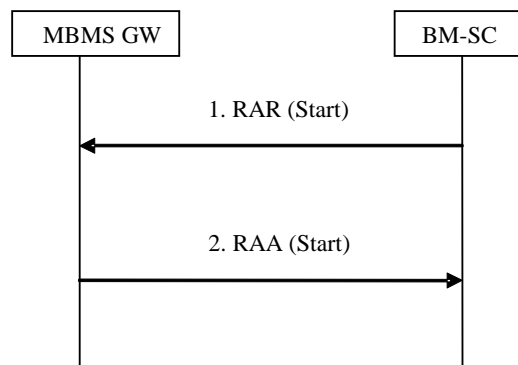 MBMS GW
BM-SC
1. RAR (Start)
2. RAA (Start)